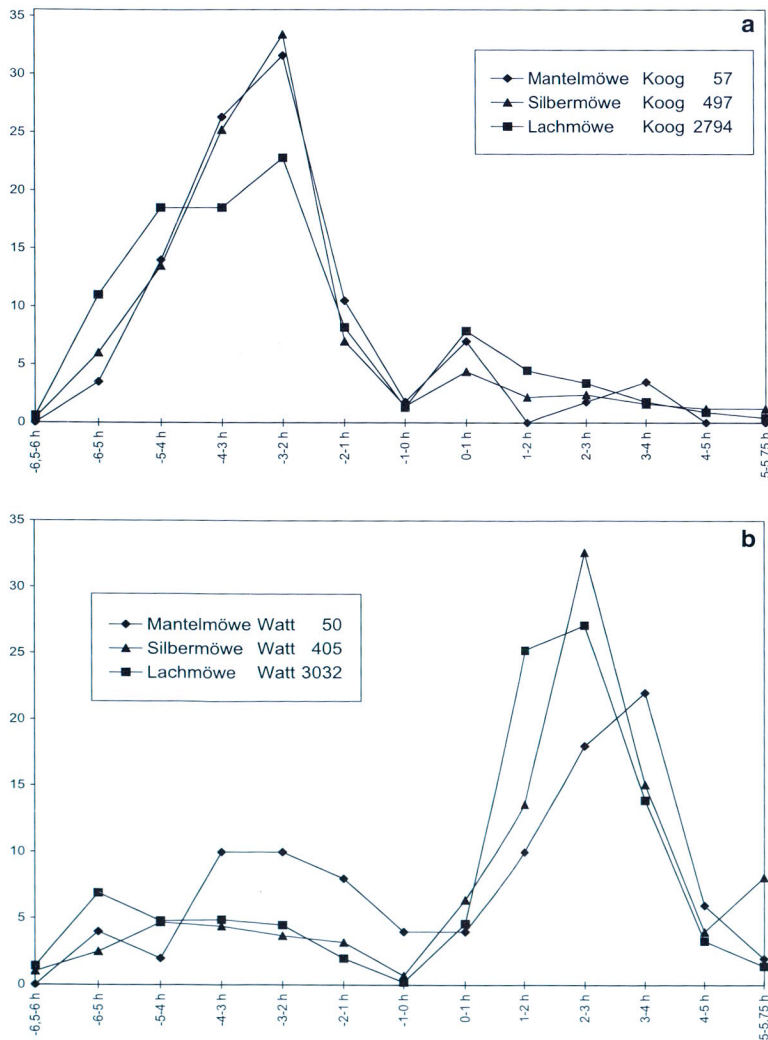 a
35
30
25
20
15
10
5
0
Mantelmöwe Koog 57
Silbermöwe Koog 497
Lachmöwe Koog 2794
-6,5-6 h
-6-5 h
-5-4 h
-4-3 h
-3-2 h
-2-1 h
-1-0 h
0-1 h
1-2 h
2-3 h
3-4 h
4-5 h
5-5,75 h
b
35
30
25
20
15
10
5
0
Mantelmöwe Watt 50
Silbermöwe Watt 405
Lachmöwe Watt 3032
-6,5-6 h
-6-5 h
-5-4 h
-4-3 h
-3-2 h
-2-1 h
-1-0 h
0-1 h
1-2 h
2-3 h
3-4 h
4-5 h
5-5,75 h